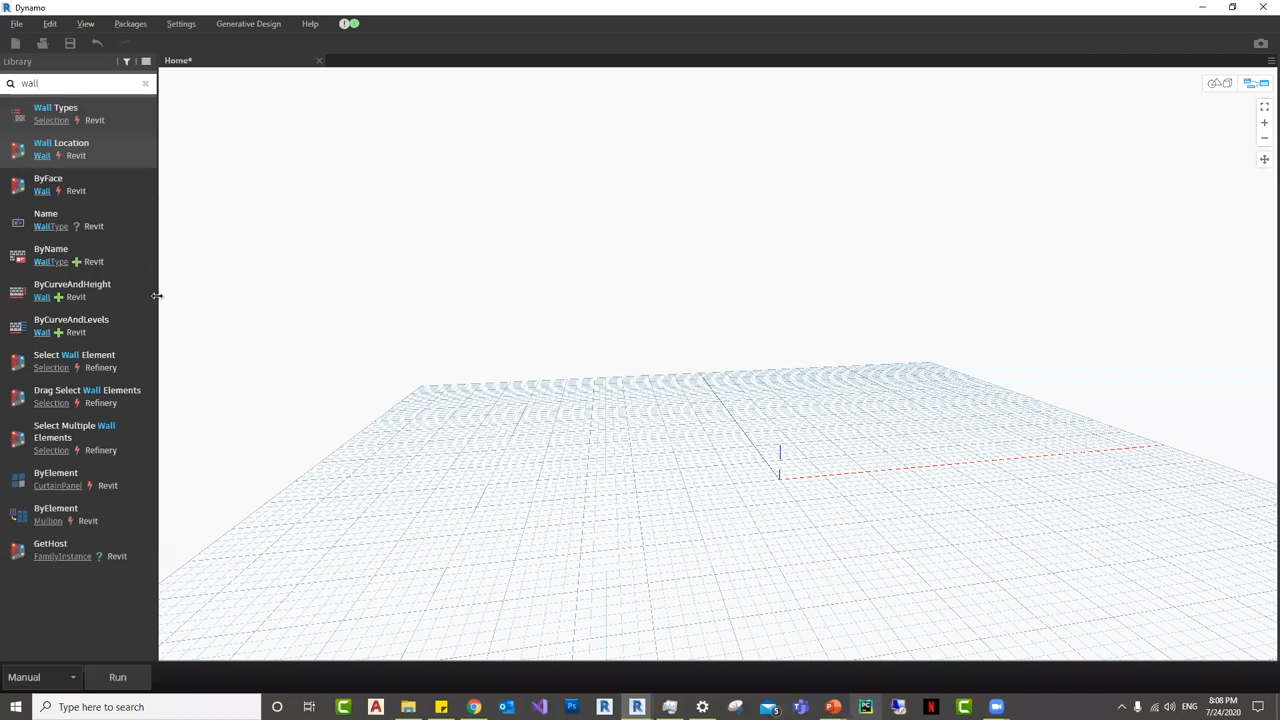 Dynamo
File Edit View Packages Settings Generative Design Help
Library
Home*
wall
Wall Types
Selection Revit
Wall Location
Wall Revit
ByFace
Wall Revit
Name
WallType ? Revit
ByName
WallType Revit
ByCurveAndHeight
Wall Revit
ByCurveAndLevels
Wall Revit
Select Wall Element
Selection Refinery
Drag Select Wall Elements
Selection Refinery
Select Multiple Wall
Elements
Selection Refinery
ByElement
CurtainPanel Revit
ByElement
Mullion Revit
GetHost
FamilyInstance ? Revit
Manual Run
Type here to search
8:08 PM
7/24/2020